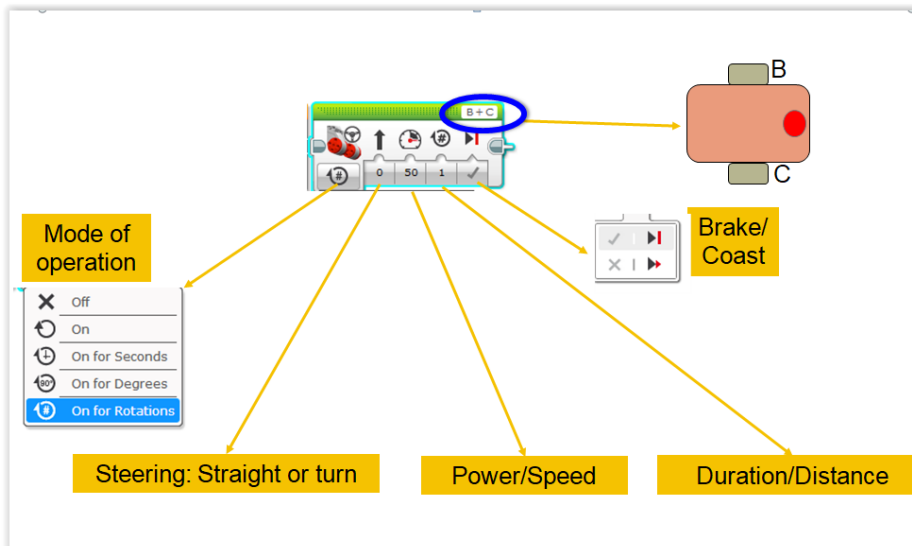 B
B + C
#
#
0
50
1
C
Mode of
operation
Brake/
Coast
Off
On
On for Seconds
90°
On for Degrees
#
On for Rotations
Steering: Straight or turn
Power/Speed
Duration/Distance